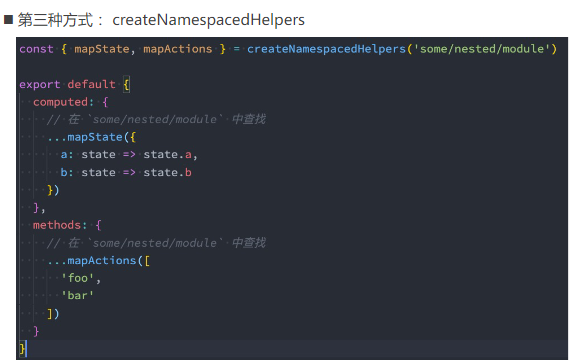 ■ 第三种方式： createNamespacedHelpers
const { mapState, mapActions } = createNamespacedHelpers('some/nested/module')
export default {
  computed: {
    // 在 `some/nested/module` 中查找
    ...mapState({
      a: state => state.a,
      b: state => state.b
    })
  },
  methods: {
    // 在 `some/nested/module` 中查找
    ...mapActions([
      'foo',
      'bar'
    ])
  }
}